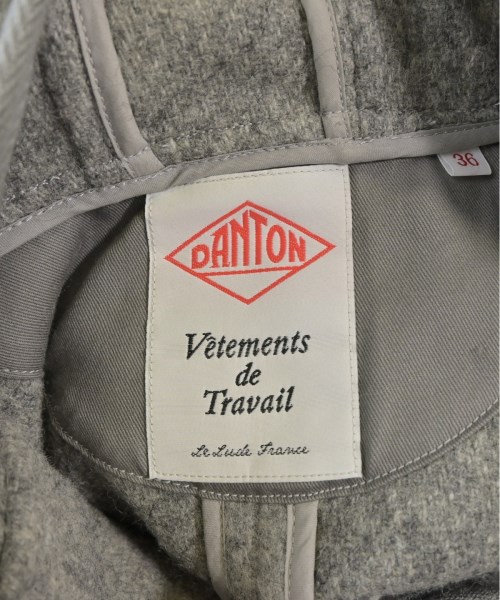 36
DANTON
Vêtements
de
Travail
Le Lude France